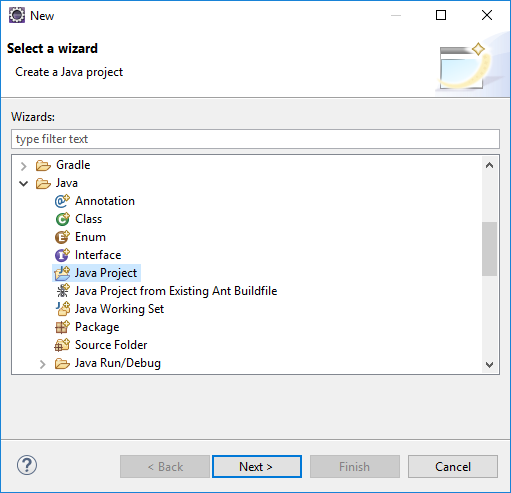 New
Select a wizard
Create a Java project
Wizards:
type filter text
Gradle
Java
Annotation
Class
Enum
Interface
Java Project
Java Project from Existing Ant Buildfile
Java Working Set
Package
Source Folder
Java Run/Debug
< Back Next > Finish Cancel